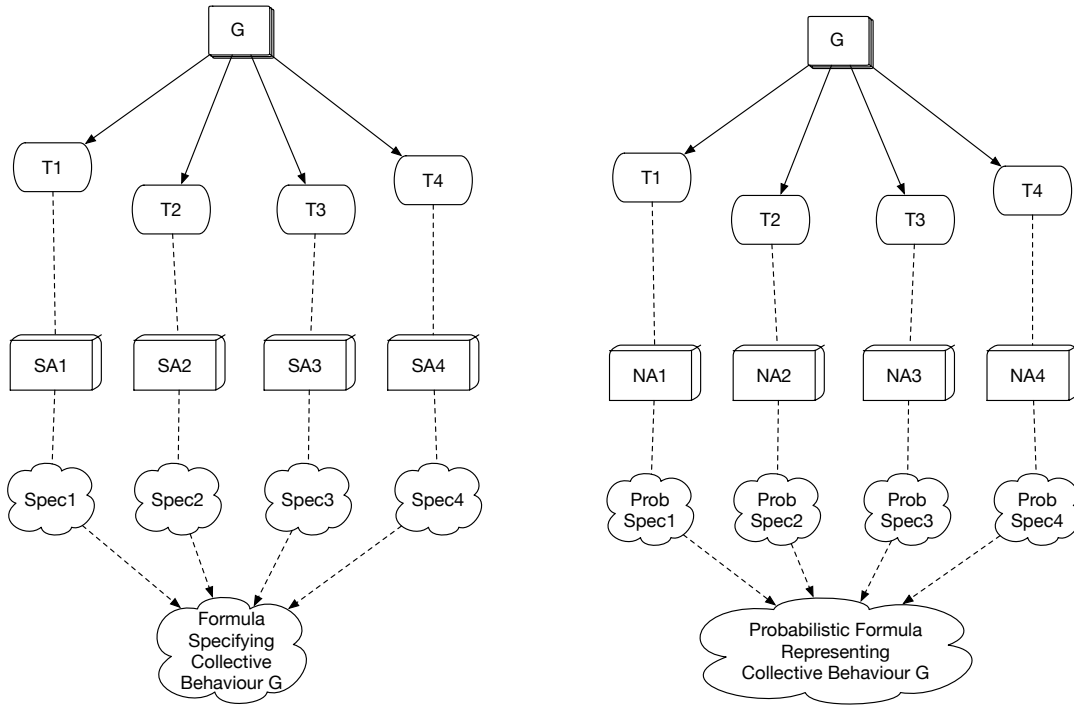 G
T1
T2
T3
T4
SA1
SA2
SA3
SA4
Spec1
Spec2
Spec3
Spec4
Formula
Specifying
Collective
Behaviour G
G
T1
T2
T3
T4
NA1
NA2
NA3
NA4
Prob
Spec1
Prob
Spec2
Prob
Spec3
Prob
Spec4
Probabilistic Formula
Representing
Collective Behaviour G